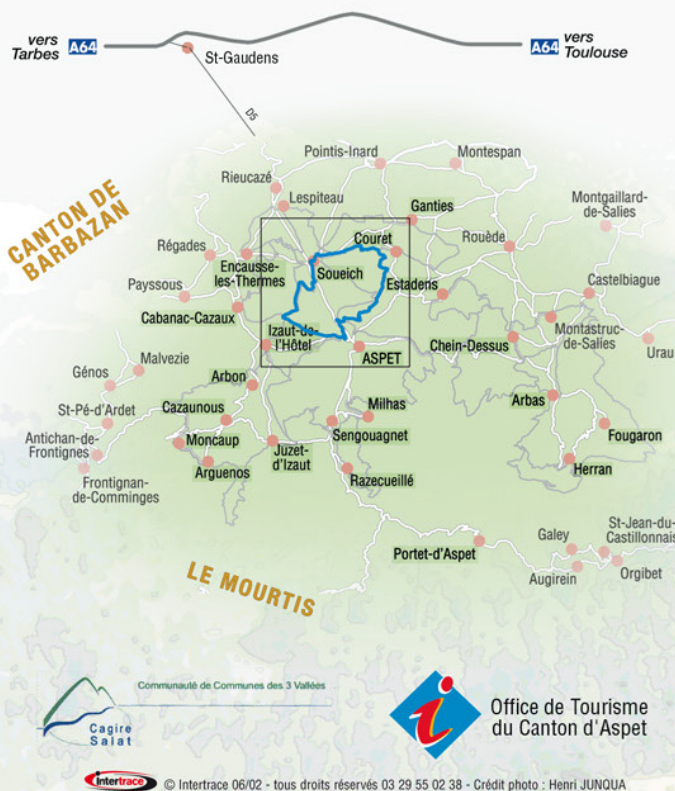 vers
Tarbes
A64
St-Gaudens
A64
vers
Toulouse
D5
Pointis-Inard
Montespan
Rieucazé
Lespiteau
Montgaillard-
de-Salies
CANTON DE
BARBAZAN
Ganties
Couret
Rouède
Régades
Encausse-
les-Thermes
Soueich
Payssous
Estadens
Castelbiague
Cabanac-Cazaux
Izaut-de-
l'Hôtel
ASPET
Chein-Dessus
Montastruc-
de-Salies
Urau
Malvezie
Génos
Arbon
Arbas
St-Pé-d'Ardet
Cazaunous
Milhas
Sengouagnet
Fougaron
Antichan-de-
Frontignes
Moncaup
Juzet-
d'Izaut
Arguenos
Herran
Frontignan-
de-Comminges
Razecueillé
Portet-d'Aspet
Galey
St-Jean-du-
Castillonnais
Augirein
Orgibet
LE MOURTIS
Communauté de Communes des 3 Vallées
Cagire
Salat
Office de Tourisme
du Canton d'Aspet
intertrace
© Intertrace 06/02 - tous droits réservés 03 29 55 02 38 - Crédit photo : Henri JUNQUA